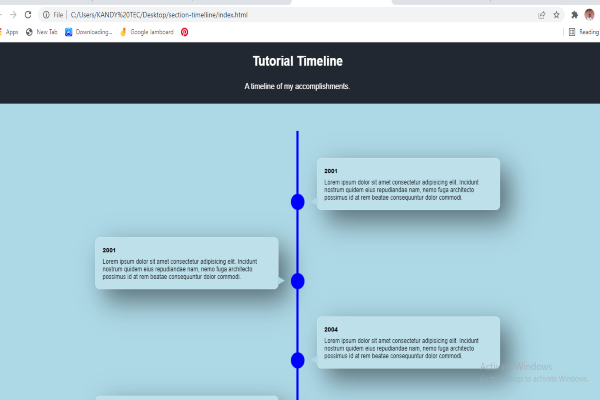 File | C:/Users/KANDY%20TEC/Desktop/section-timelline/index.html
Apps New Tab Downloading... Google Jamboard Reading
Tutorial Timeline
A timeline of my accomplishments.
2001
Lorem ipsum dolor sit amet consectetur adipisicing elit. Incidunt
nostrum quidem eius repudiandae nam, nemo fuga architecto
possimus id at rem beatae consequuntur dolor commodi.
2001
Lorem ipsum dolor sit amet consectetur adipisicing elit. Incidunt
nostrum quidem eius repudiandae nam, nemo fuga architecto
possimus id at rem beatae consequuntur dolor commodi.
2004
Lorem ipsum dolor sit amet consectetur adipisicing elit. Incidunt
nostrum quidem eius repudiandae nam, nemo fuga architecto
possimus id at rem beatae consequuntur dolor commodi.
Windows
to activate Windows.